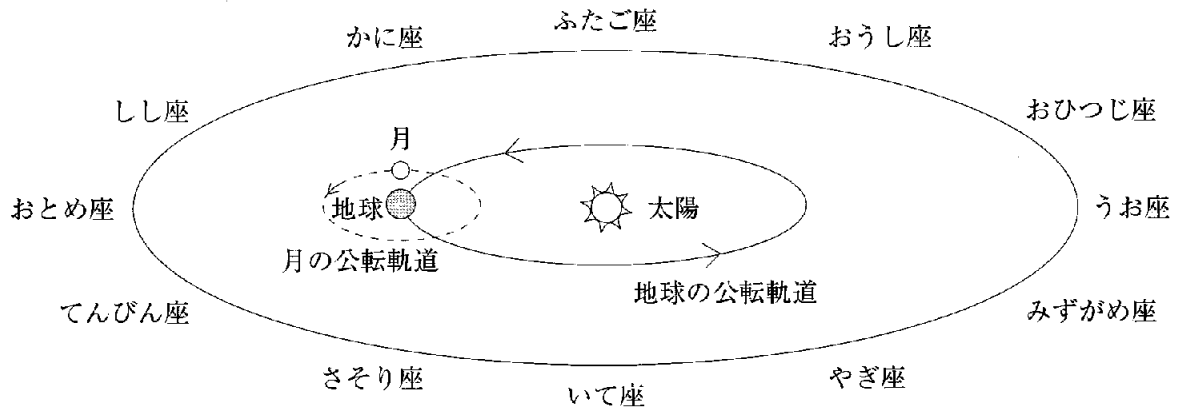 ふたご座
かに座
おうし座
しし座
おひつじ座
月
おとめ座
地球
太陽
うお座
月の公転軌道
地球の公転軌道
てんびん座
みずがめ座
さそり座
いて座
やぎ座